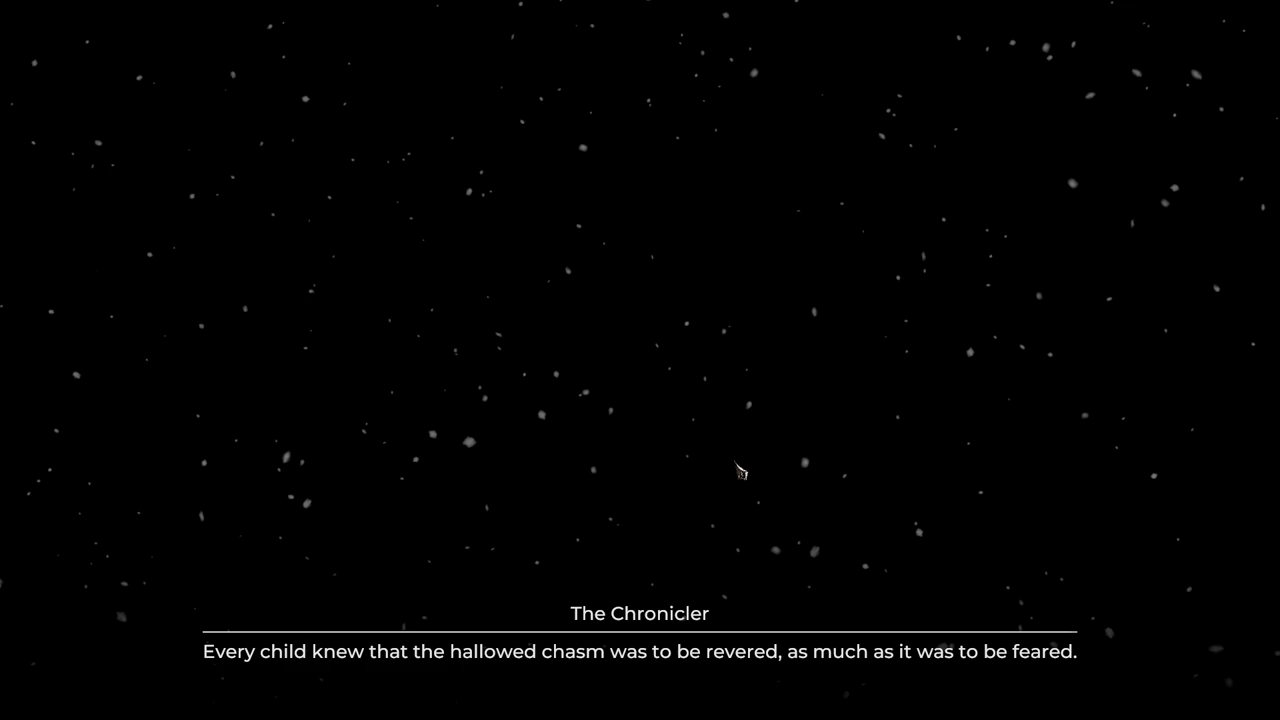 The Chronicler
Every child knew that the hallowed chasm was to be revered, as much as it was to be feared.